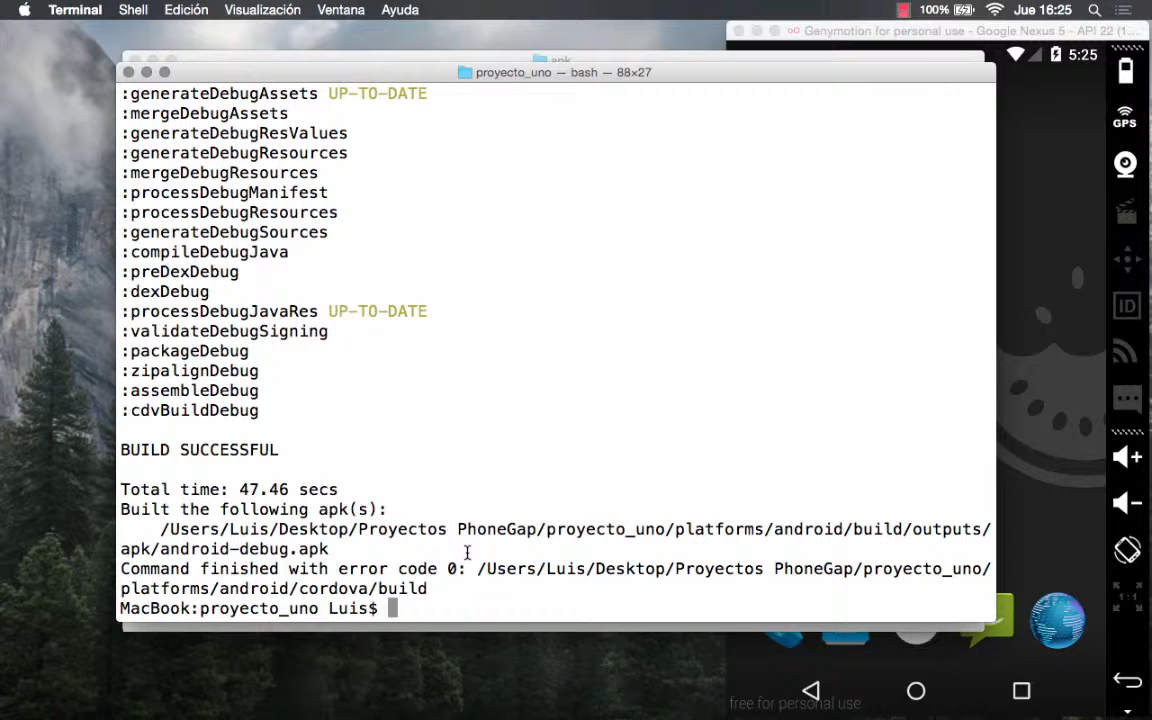 Terminal Shell Edición Visualización Ventana Ayuda 100% Jue 16:25
Genymotion for personal use - Google Nexus 5 - API 22 (1...
apk
5:25
proyecto_uno — bash — 88×27
:generateDebugAssets UP-TO-DATE
:mergeDebugAssets
:generateDebugResValues
:generateDebugResources
:mergeDebugResources
:processDebugManifest
:processDebugResources
:generateDebugSources
:compileDebugJava
:preDexDebug
:dexDebug
:processDebugJavaRes UP-TO-DATE
:validateDebugSigning
:packageDebug
:zipalignDebug
:assembleDebug
:cdvBuildDebug
BUILD SUCCESSFUL
Total time: 47.46 secs
Built the following apk(s):
/Users/Luis/Desktop/Proyectos PhoneGap/proyecto_uno/platforms/android/build/outputs/
apk/android-debug.apk
Command finished with error code 0: /Users/Luis/Desktop/Proyectos PhoneGap/proyecto_uno/
platforms/android/cordova/build
MacBook:proyecto_uno Luis$
GPS
ID
1:1
free for personal use